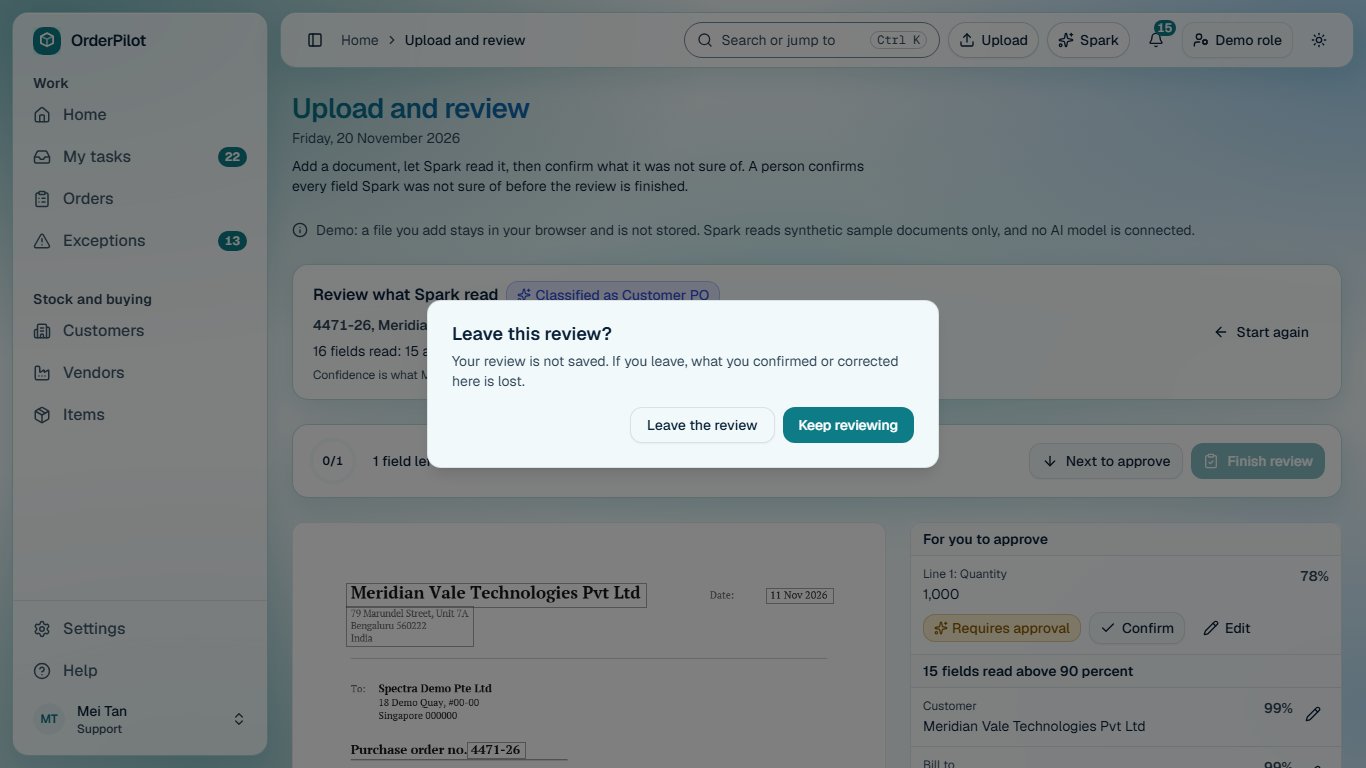 OrderPilot
Work
Home
My tasks
22
Orders
Exceptions
13
Stock and buying
Customers
Vendors
Items
Settings
Help
MT
Mei Tan
Support
Home
Upload and review
Search or jump to
Ctrl K
Upload
Spark
15
Demo role
Upload and review
Friday, 20 November 2026
Add a document, let Spark read it, then confirm what it was not sure of. A person confirms
every field Spark was not sure of before the review is finished.
Demo: a file you add stays in your browser and is not stored. Spark reads synthetic sample documents only, and no AI model is connected.
Review what Spark read
Classified as Customer PO
4471-26, Meridia
16 fields read: 15 a
Confidence is what M
Start again
Leave this review?
Your review is not saved. If you leave, what you confirmed or corrected
here is lost.
Leave the review
Keep reviewing
0/1
1 field le
Next to approve
Finish review
Meridian Vale Technologies Pvt Ltd
79 Marundel Street, Unit 7A
Bengaluru 560222
India
Date:
11 Nov 2026
To:
Spectra Demo Pte Ltd
18 Demo Quay, #00-00
Singapore 000000
Purchase order no. 4471-26
For you to approve
Line 1: Quantity
78%
1,000
Requires approval
Confirm
Edit
15 fields read above 90 percent
Customer
99%
Meridian Vale Technologies Pvt Ltd
Bill to
99%